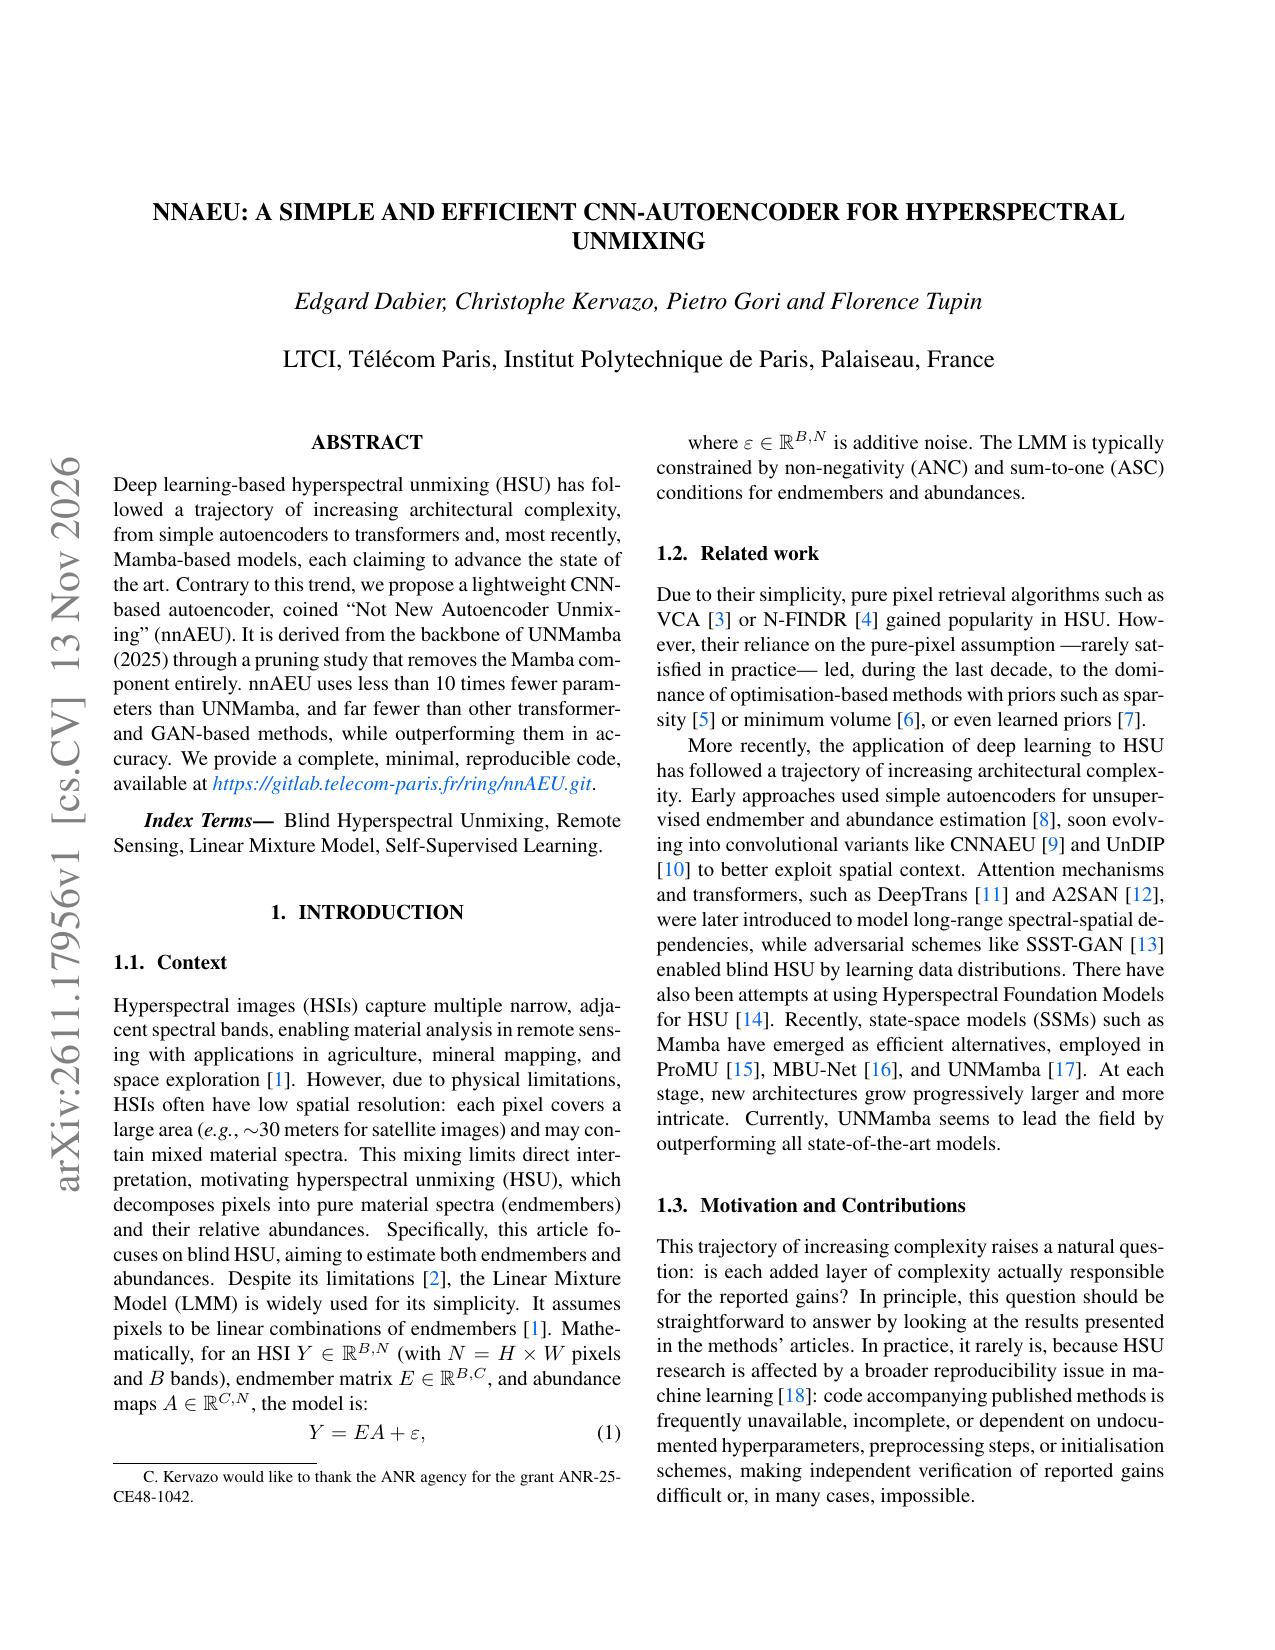 arXiv:2611.17956v1 [cs.CV] 13 Nov 2026
NNAEU: A SIMPLE AND EFFICIENT CNN-AUTOENCODER FOR HYPERSPECTRAL
UNMIXING
Edgard Dabier, Christophe Kervazo, Pietro Gori and Florence Tupin
LTCI, Télécom Paris, Institut Polytechnique de Paris, Palaiseau, France
ABSTRACT
Deep learning-based hyperspectral unmixing (HSU) has fol-
lowed a trajectory of increasing architectural complexity,
from simple autoencoders to transformers and, most recently,
Mamba-based models, each claiming to advance the state of
the art. Contrary to this trend, we propose a lightweight CNN-
based autoencoder, coined “Not New Autoencoder Unmix-
ing” (nnAEU). It is derived from the backbone of UNMamba
(2025) through a pruning study that removes the Mamba com-
ponent entirely. nnAEU uses less than 10 times fewer param-
eters than UNMamba, and far fewer than other transformer-
and GAN-based methods, while outperforming them in ac-
curacy. We provide a complete, minimal, reproducible code,
available at https://gitlab.telecom-paris.fr/ring/nnAEU.git.
Index Terms— Blind Hyperspectral Unmixing, Remote
Sensing, Linear Mixture Model, Self-Supervised Learning.
1. INTRODUCTION
1.1. Context
Hyperspectral images (HSIs) capture multiple narrow, adja-
cent spectral bands, enabling material analysis in remote sens-
ing with applications in agriculture, mineral mapping, and
space exploration [1]. However, due to physical limitations,
HSIs often have low spatial resolution: each pixel covers a
large area (e.g., ∼30 meters for satellite images) and may con-
tain mixed material spectra. This mixing limits direct inter-
pretation, motivating hyperspectral unmixing (HSU), which
decomposes pixels into pure material spectra (endmembers)
and their relative abundances. Specifically, this article fo-
cuses on blind HSU, aiming to estimate both endmembers and
abundances. Despite its limitations [2], the Linear Mixture
Model (LMM) is widely used for its simplicity. It assumes
pixels to be linear combinations of endmembers [1]. Mathe-
matically, for an HSI Y ∈ ℝ^{B,N} (with N = H × W pixels
and B bands), endmember matrix E ∈ ℝ^{B,C}, and abundance
maps A ∈ ℝ^{C,N}, the model is:
Y = EA + ε, (1)
C. Kervazo would like to thank the ANR agency for the grant ANR-25-
CE48-1042.
where ε ∈ ℝ^{B,N} is additive noise. The LMM is typically
constrained by non-negativity (ANC) and sum-to-one (ASC)
conditions for endmembers and abundances.
1.2. Related work
Due to their simplicity, pure pixel retrieval algorithms such as
VCA [3] or N-FINDR [4] gained popularity in HSU. How-
ever, their reliance on the pure-pixel assumption —rarely sat-
isfied in practice— led, during the last decade, to the domi-
nance of optimisation-based methods with priors such as spar-
sity [5] or minimum volume [6], or even learned priors [7].
More recently, the application of deep learning to HSU
has followed a trajectory of increasing architectural complex-
ity. Early approaches used simple autoencoders for unsuper-
vised endmember and abundance estimation [8], soon evolv-
ing into convolutional variants like CNNAEU [9] and UnDIP
[10] to better exploit spatial context. Attention mechanisms
and transformers, such as DeepTrans [11] and A2SAN [12],
were later introduced to model long-range spectral-spatial de-
pendencies, while adversarial schemes like SSST-GAN [13]
enabled blind HSU by learning data distributions. There have
also been attempts at using Hyperspectral Foundation Models
for HSU [14]. Recently, state-space models (SSMs) such as
Mamba have emerged as efficient alternatives, employed in
ProMU [15], MBU-Net [16], and UNMamba [17]. At each
stage, new architectures grow progressively larger and more
intricate. Currently, UNMamba seems to lead the field by
outperforming all state-of-the-art models.
1.3. Motivation and Contributions
This trajectory of increasing complexity raises a natural ques-
tion: is each added layer of complexity actually responsible
for the reported gains? In principle, this question should be
straightforward to answer by looking at the results presented
in the methods’ articles. In practice, it rarely is, because HSU
research is affected by a broader reproducibility issue in ma-
chine learning [18]: code accompanying published methods is
frequently unavailable, incomplete, or dependent on undocu-
mented hyperparameters, preprocessing steps, or initialisation
schemes, making independent verification of reported gains
difficult or, in many cases, impossible.